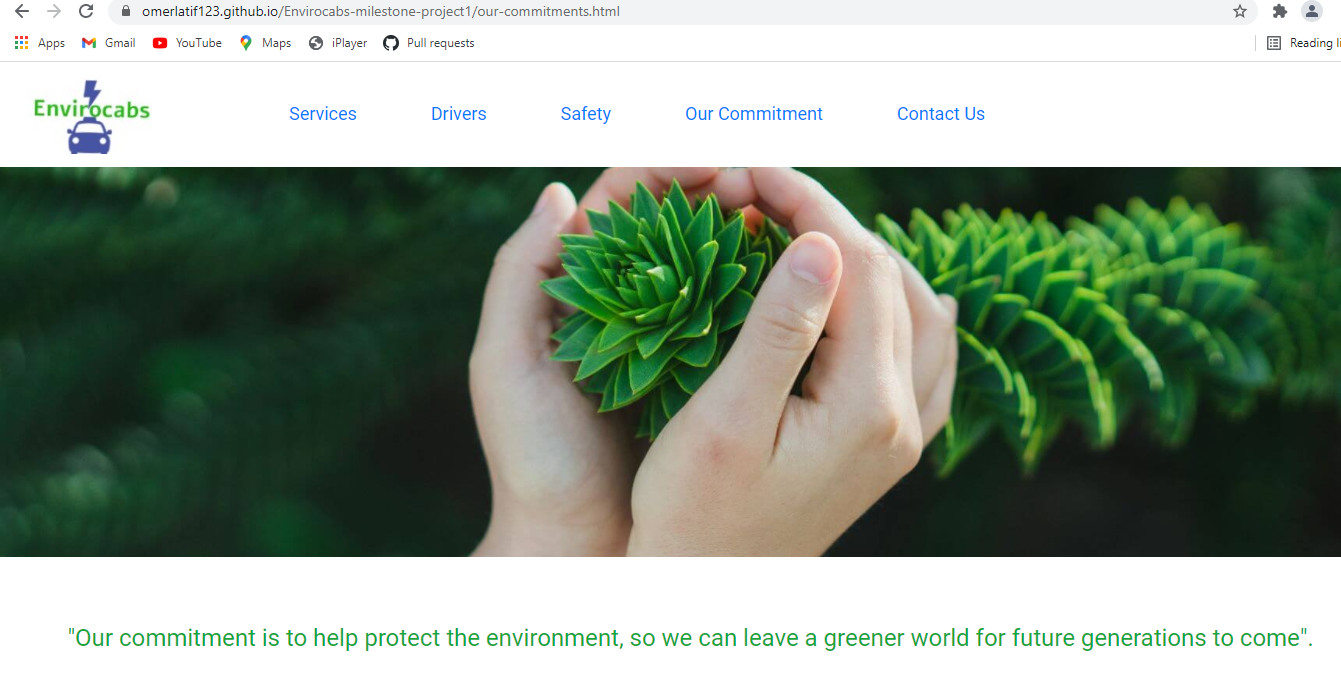 omerlatif123.github.io/Envirocabs-milestone-project1/our-commitments.html
Apps Gmail YouTube Maps iPlayer Pull requests Reading li
Envirocabs Services Drivers Safety Our Commitment Contact Us
"Our commitment is to help protect the environment, so we can leave a greener world for future generations to come".